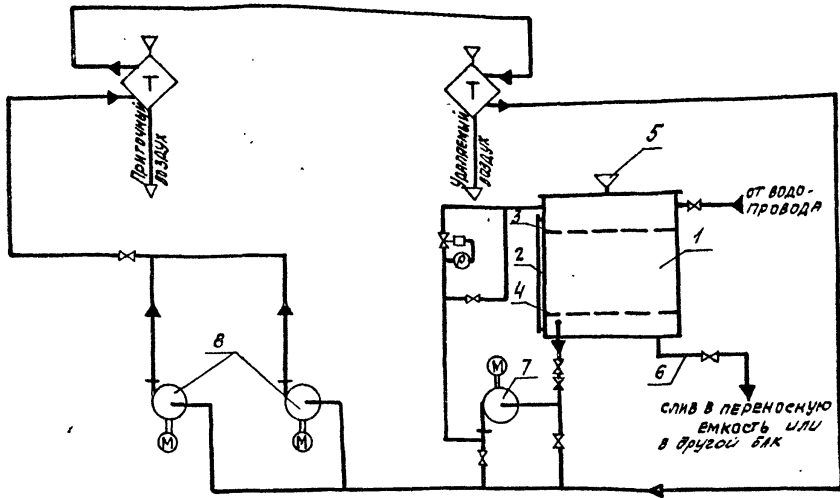 Т
Т
Приточный
воздух
Удаляемый
воздух
5
от водо-
провода
3
2
1
4
P
8
М
7
6
слив в переносную
емкость или
в другой бак
М
М